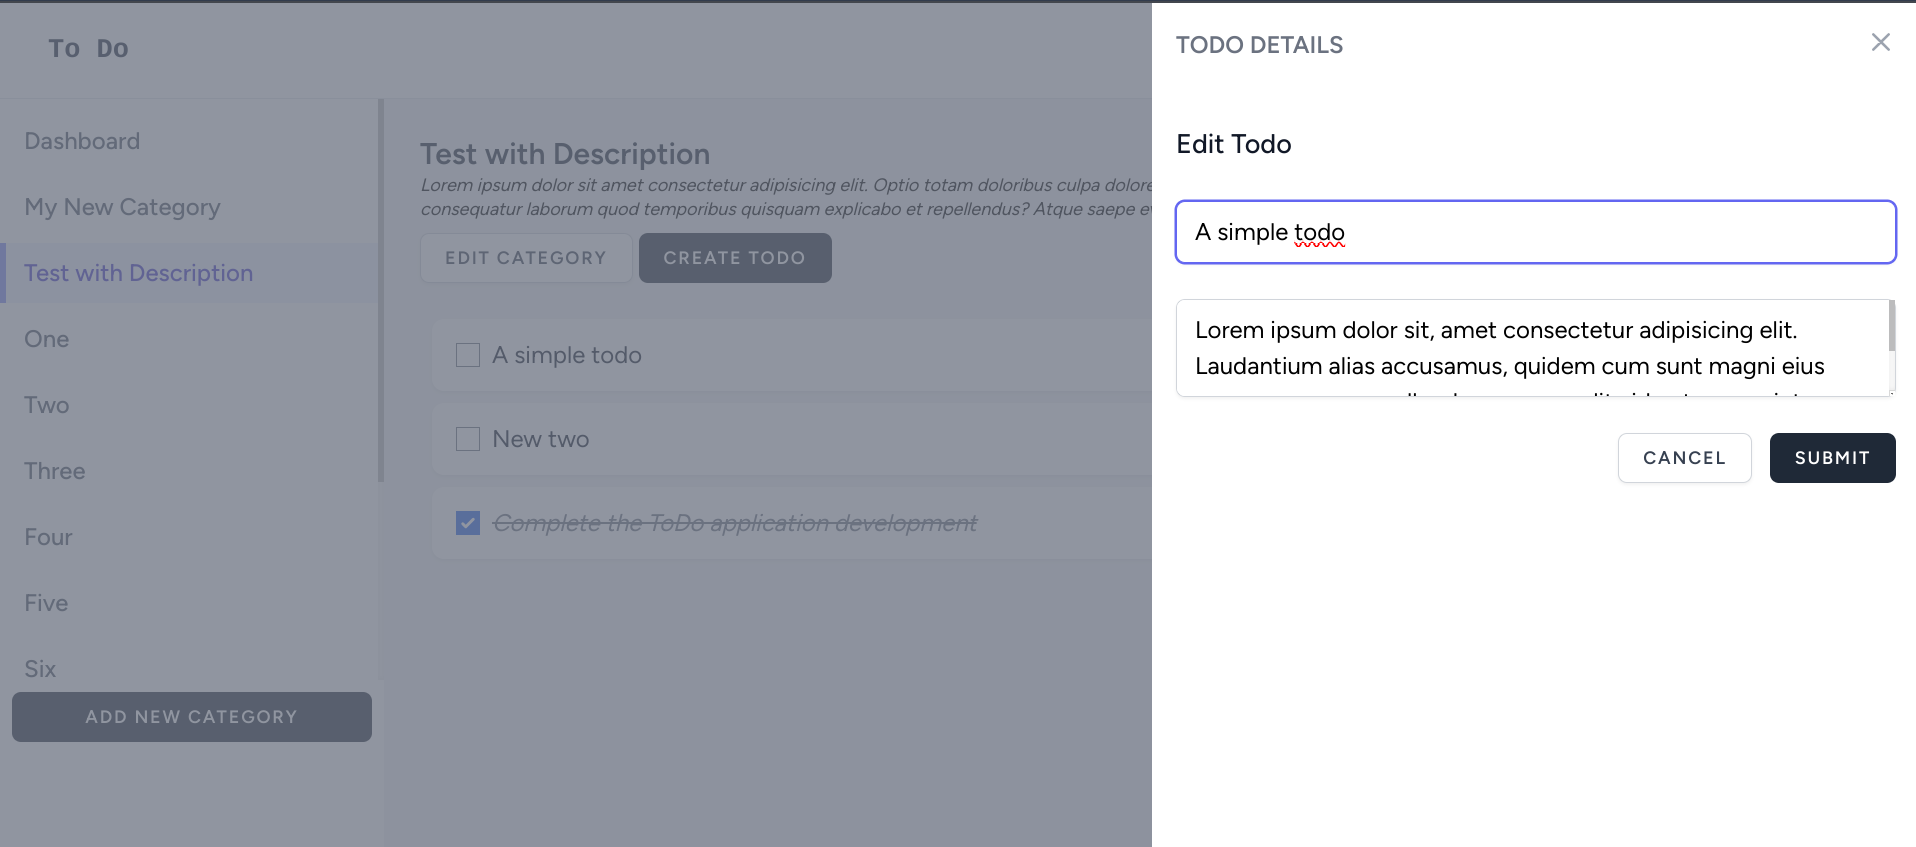 To Do
Dashboard
My New Category
Test with Description
One
Two
Three
Four
Five
Six
ADD NEW CATEGORY
Test with Description
Lorem ipsum dolor sit amet consectetur adipisicing elit. Optio totam doloribus culpa dolore
consequatur laborum quod temporibus quisquam explicabo et repellendus? Atque saepe
EDIT CATEGORY CREATE TODO
A simple todo
New two
Complete the ToDo application development
TODO DETAILS
Edit Todo
A simple todo
Lorem ipsum dolor sit, amet consectetur adipisicing elit.
Laudantium alias accusamus, quidem cum sunt magni eius
CANCEL SUBMIT